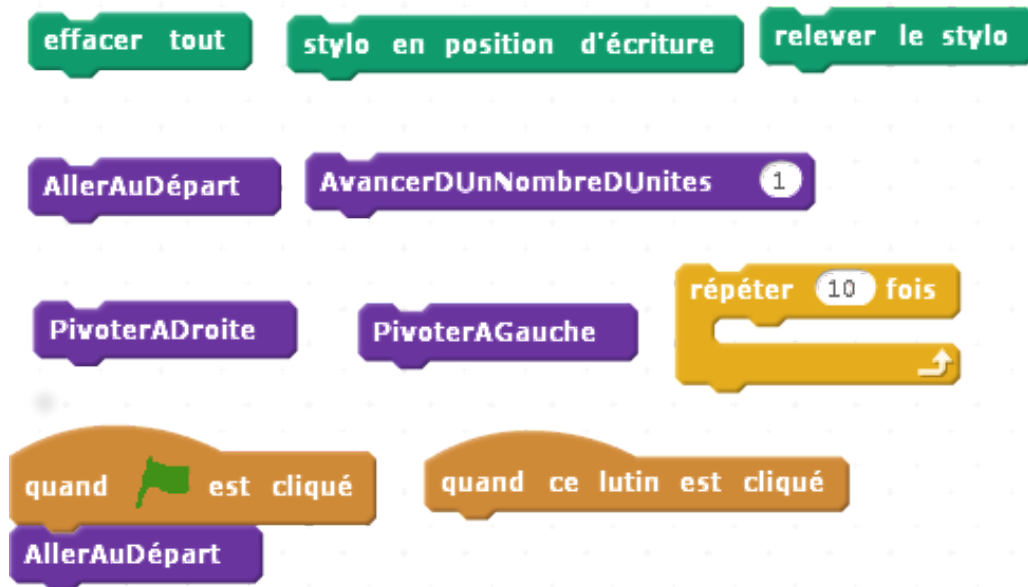 effacer tout
stylo en position d'écriture
relever le stylo
AllerAuDépart
AvancerDUnNombreDUnites 1
PivoterADroite
PivoterAGauche
répéter 10 fois
quand est cliqué
AllerAuDépart
quand ce lutin est cliqué